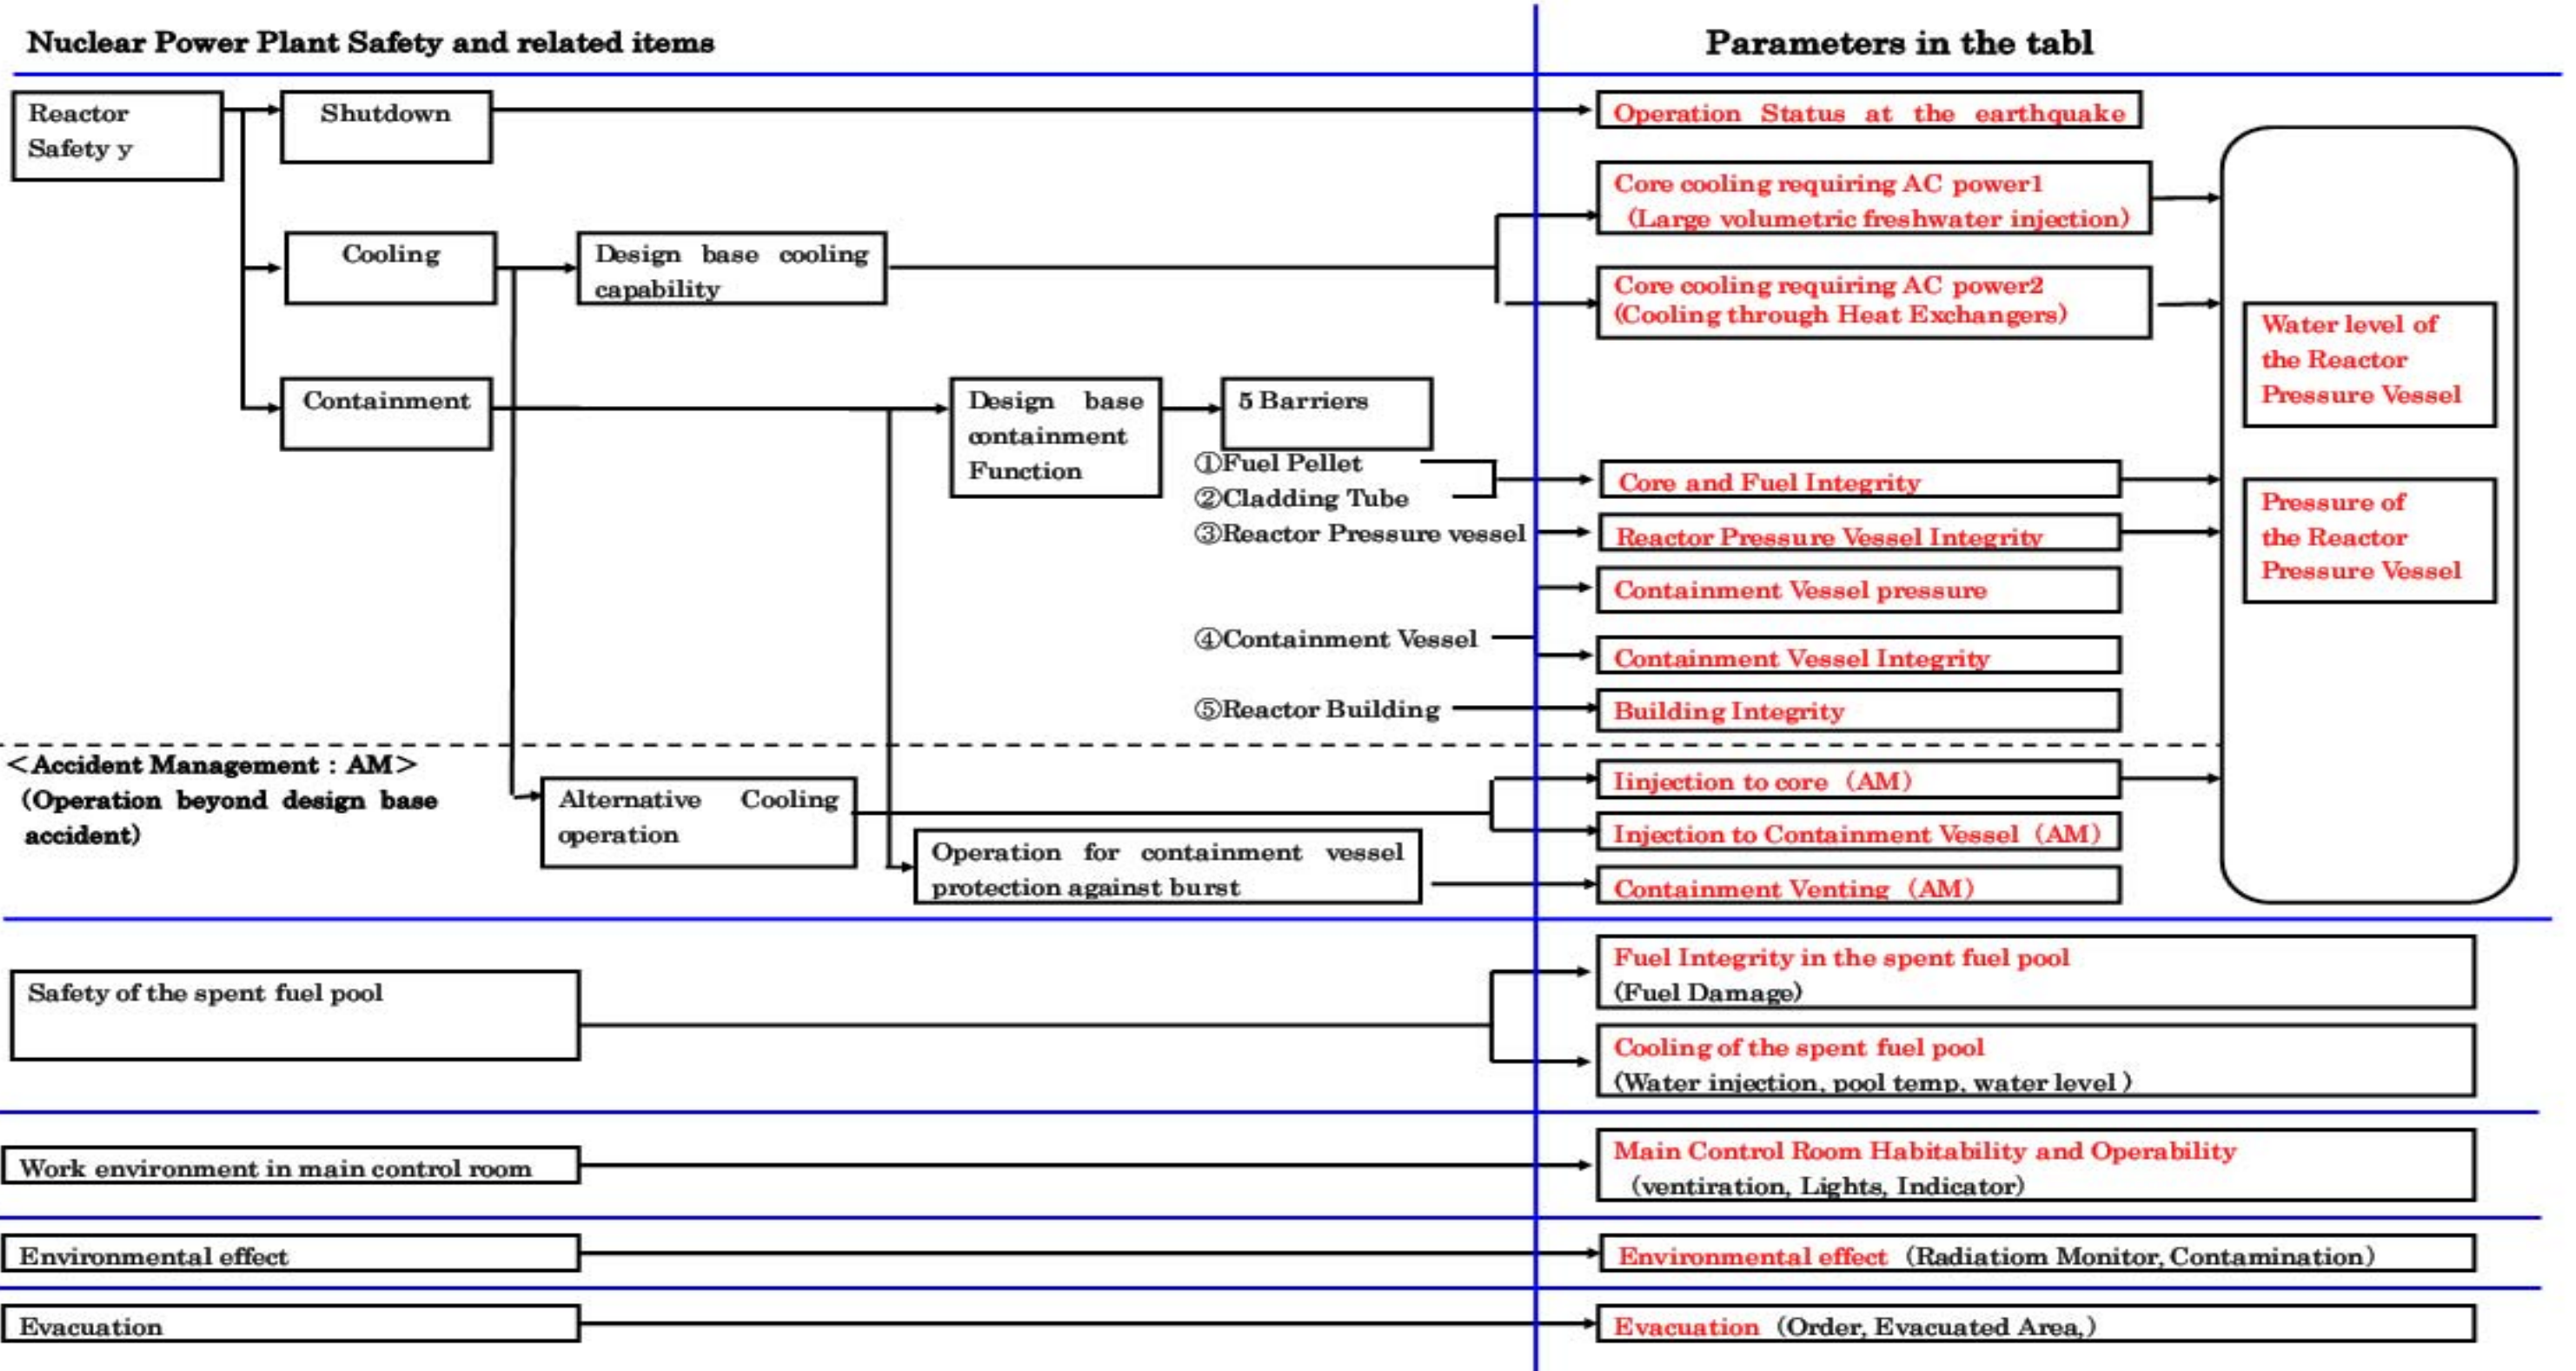 Nuclear Power Plant Safety and related items
Parameters in the tabl
Reactor
Safety y
Shutdown
Operation Status at the earthquake
Core cooling requiring AC power1
(Large volumetric freshwater injection)
Cooling
Design base cooling
capability
Core cooling requiring AC power2
(Cooling through Heat Exchangers)
Water level of
the Reactor
Pressure Vessel
Containment
Design base
containment
Function
5 Barriers
①Fuel Pellet
②Cladding Tube
③Reactor Pressure vessel
④Containment Vessel
⑤Reactor Building
Core and Fuel Integrity
Reactor Pressure Vessel Integrity
Containment Vessel pressure
Containment Vessel Integrity
Building Integrity
Pressure of
the Reactor
Pressure Vessel
<Accident Management : AM>
(Operation beyond design base
accident)
Alternative Cooling
operation
Operation for containment vessel
protection against burst
Iinjection to core (AM)
Injection to Containment Vessel (AM)
Containment Venting (AM)
Safety of the spent fuel pool
Fuel Integrity in the spent fuel pool
(Fuel Damage)
Cooling of the spent fuel pool
(Water injection, pool temp, water level )
Work environment in main control room
Main Control Room Habitability and Operability
(ventiration, Lights, Indicator)
Environmental effect
Environmental effect (Radiatiom Monitor, Contamination)
Evacuation
Evacuation (Order, Evacuated Area,)